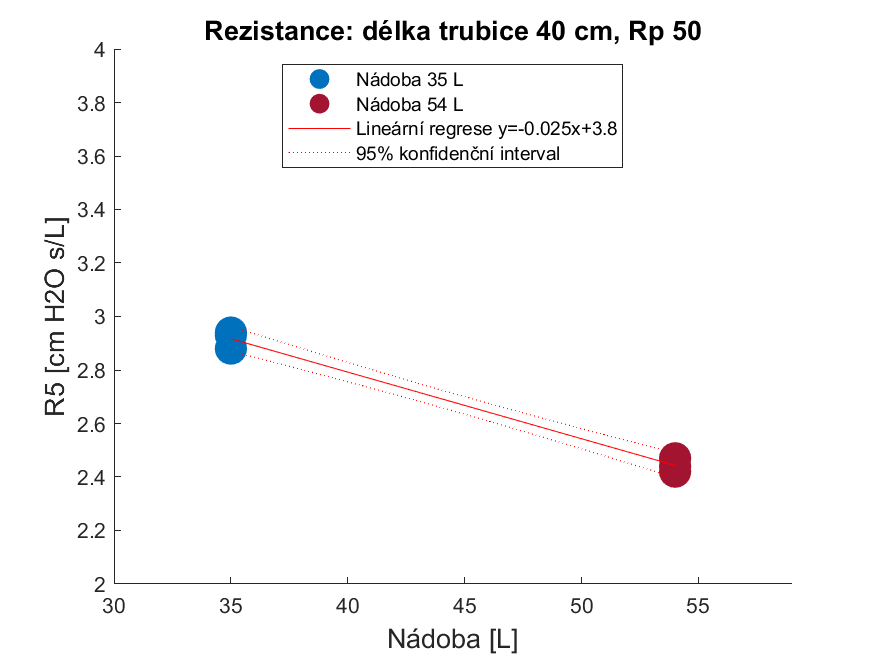 Rezistance: délka trubice 40 cm, Rp 50
Nádoba 35 L
Nádoba 54 L
Lineární regrese y=-0.025x+3.8
95% konfidenční interval
R5 [cm H2O s/L]
4
3.8
3.6
3.4
3.2
3
2.8
2.6
2.4
2.2
2
30 35 40 45 50 55
Nádoba [L]